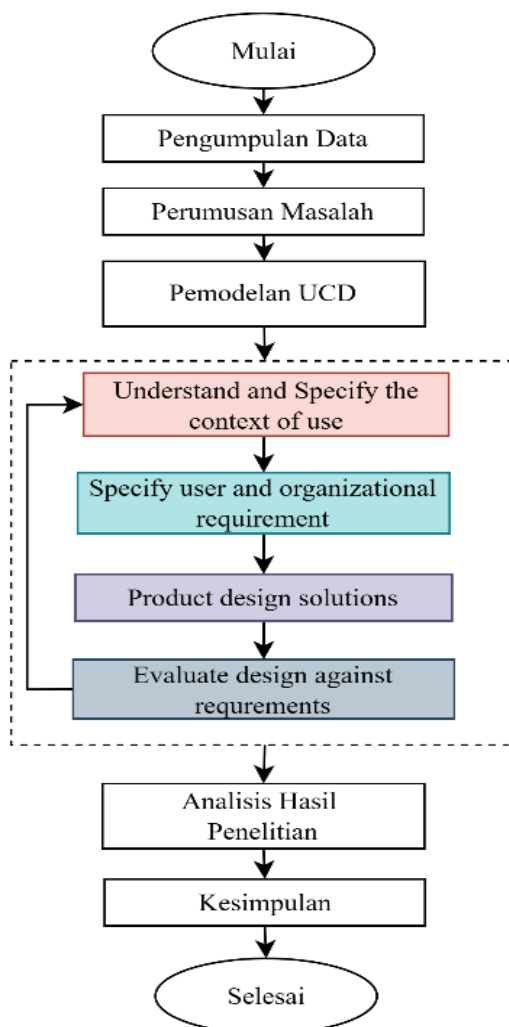 Mulai
Pengumpulan Data
Perumusan Masalah
Pemodelan UCD
Understand and Specify the
context of use
Specify user and organizational
requirement
Product design solutions
Evaluate design against
requrements
Analisis Hasil
Penelitian
Kesimpulan
Selesai